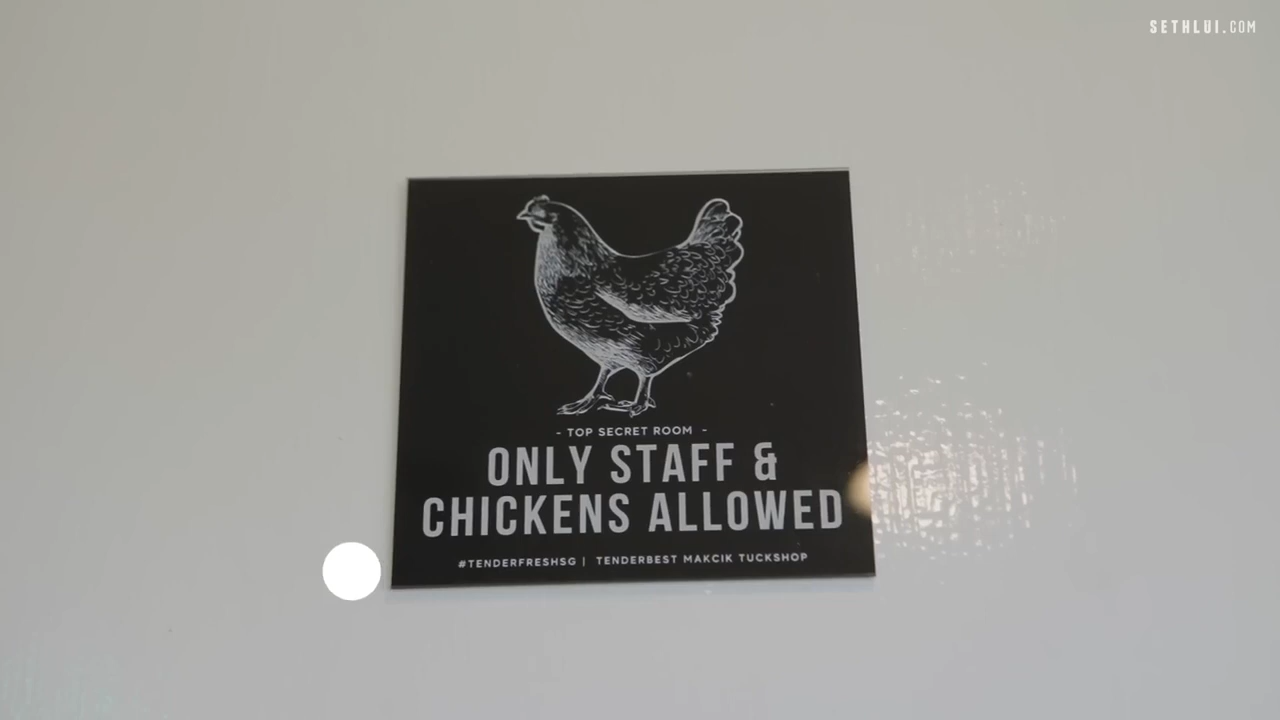 SETHLUI.COM
- TOP SECRET ROOM -
ONLY STAFF &
CHICKENS ALLOWED
#TENDERFRESHSG | TENDERBEST MAKCIK TUCKSHOP